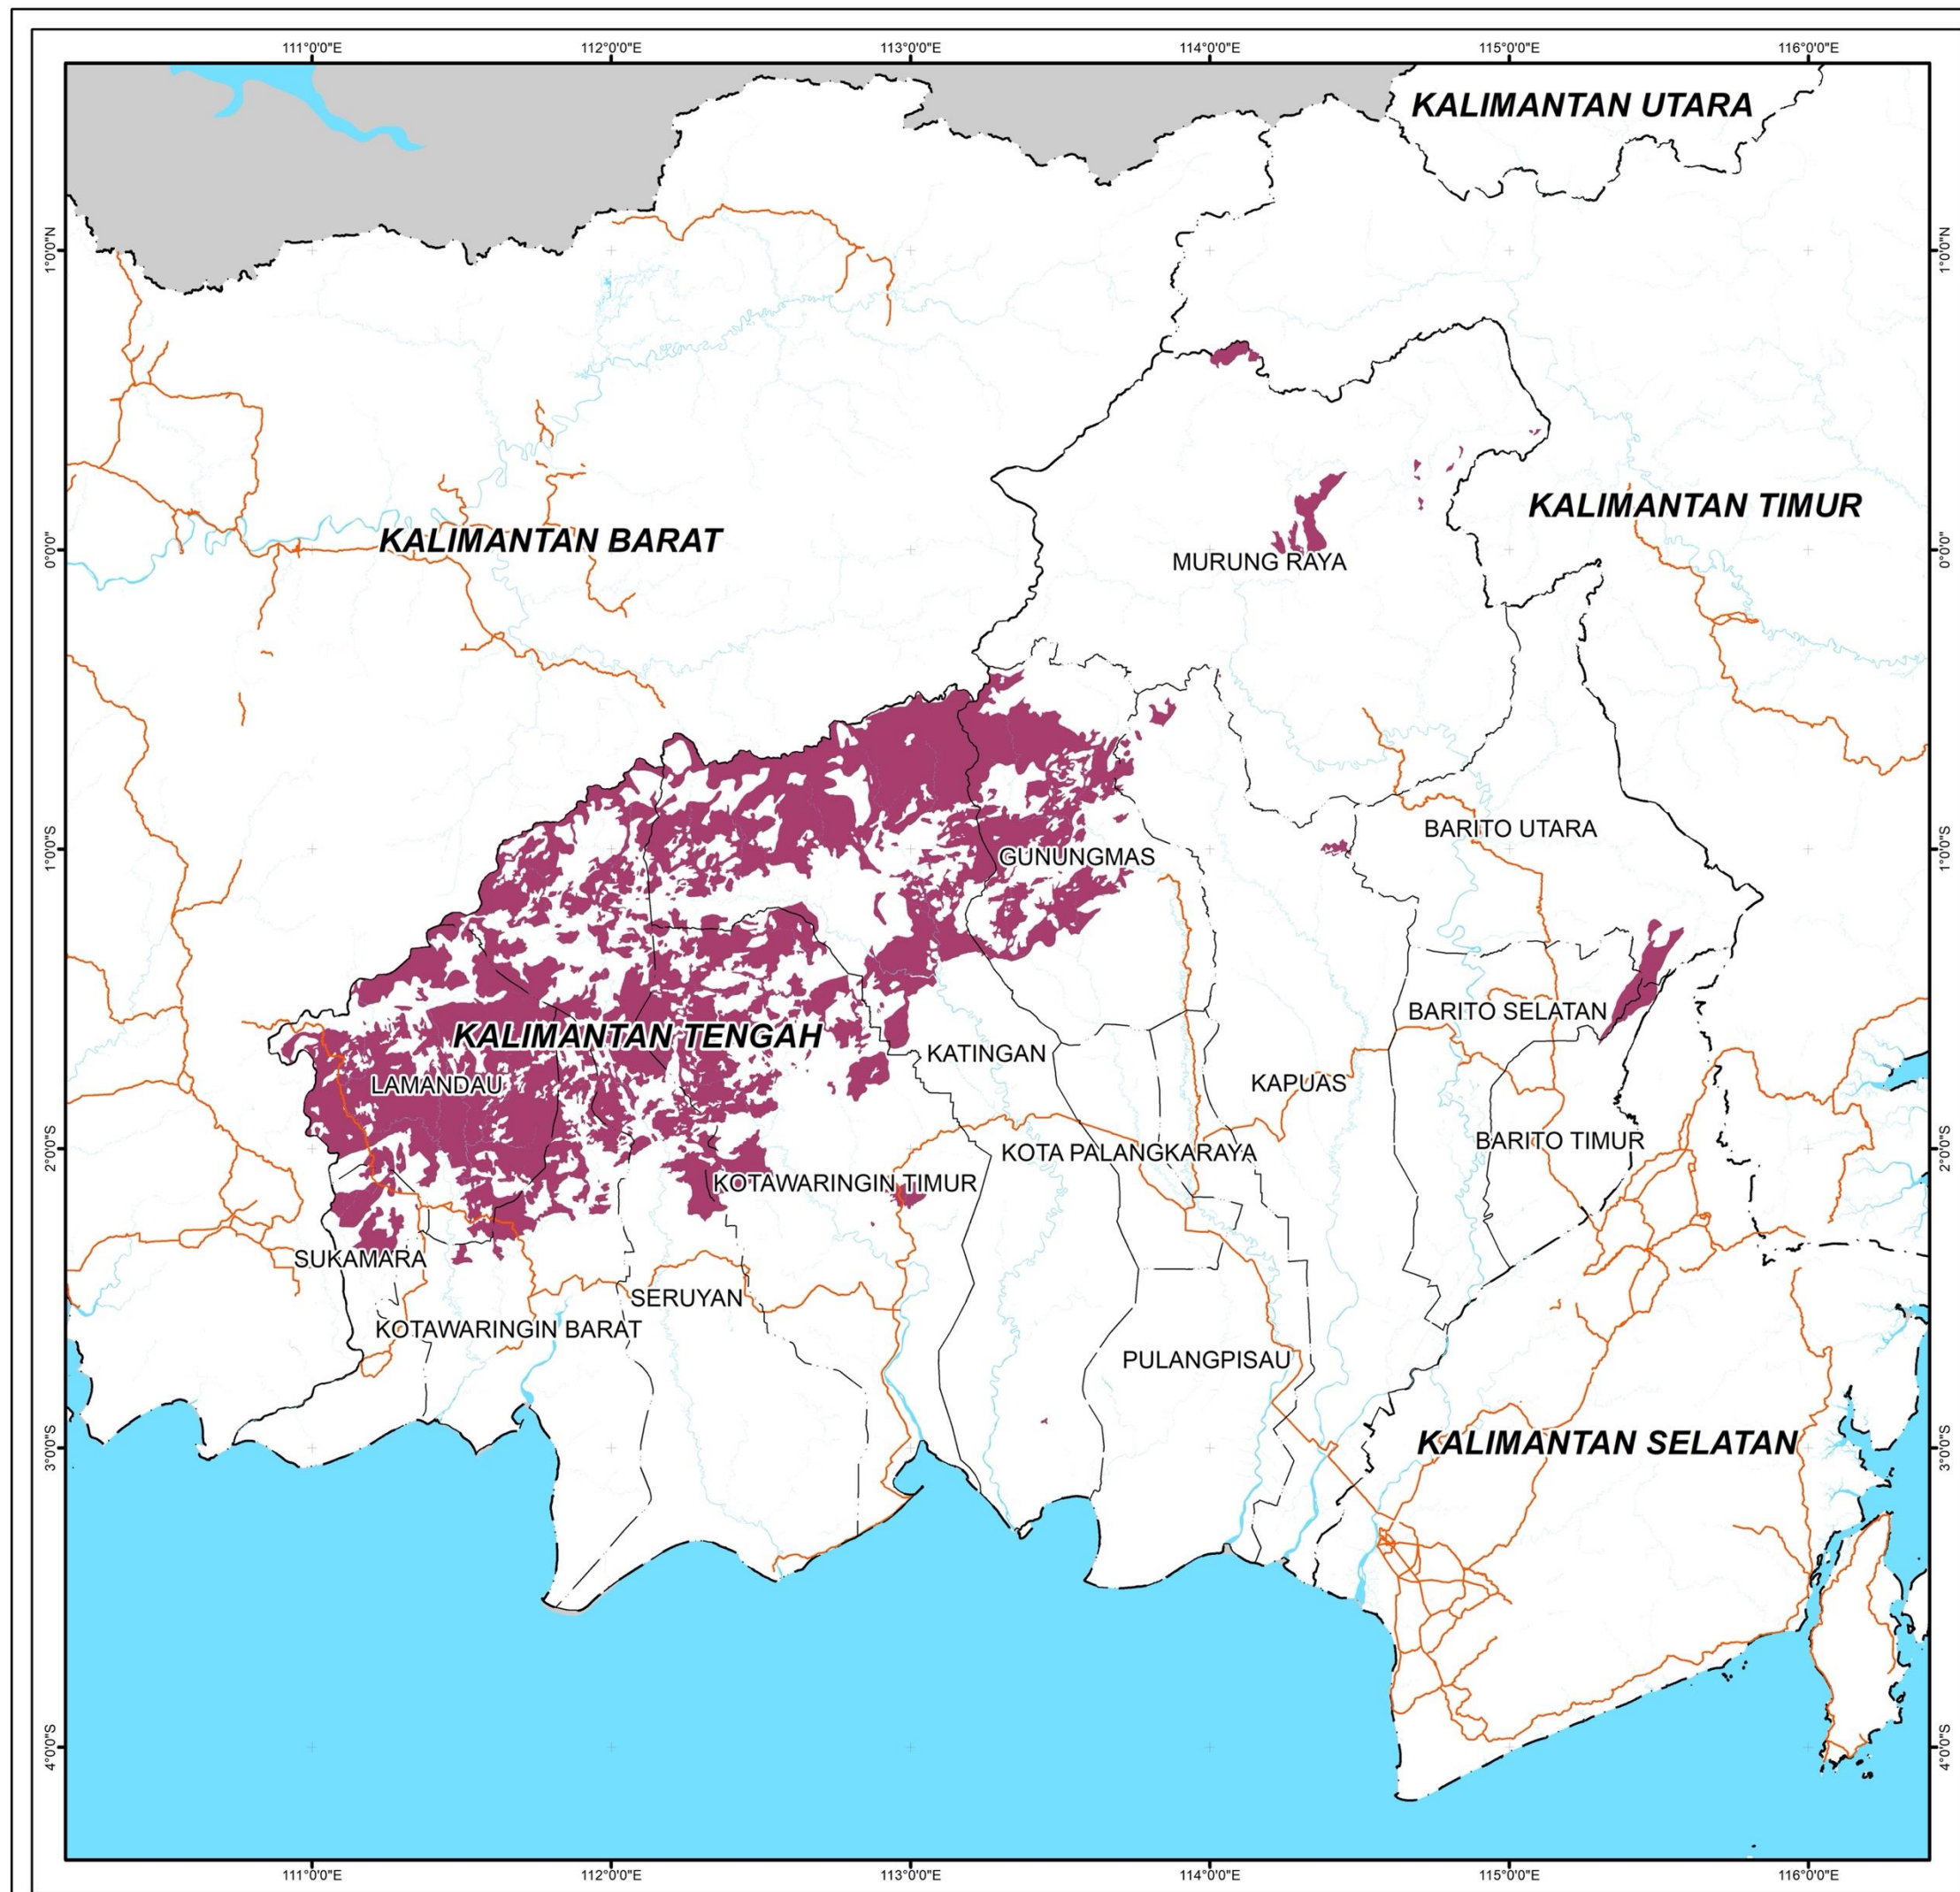 111°0'0"E
112°0'0"E
113°0'0"E
114°0'0"E
115°0'0"E
116°0'0"E
KALIMANTAN UTARA
1°0'0"N
1°0'0"N
KALIMANTAN TIMUR
KALIMANTAN BARAT
0°0'0"
0°0'0"
MURUNG RAYA
BARITO UTARA
1°0'0"S
1°0'0"S
GUNUNGMAS
BARITO SELATAN
KALIMANTAN TENGAH
KATINGAN
LAMANDAU
KAPUAS
BARITO TIMUR
2°0'0"S
2°0'0"S
KOTA PALANGKARAYA
KOTAWARINGIN TIMUR
SUKAMARA
SERUYAN
KOTAWARINGIN BARAT
PULANGPISAU
KALIMANTAN SELATAN
3°0'0"S
3°0'0"S
4°0'0"S
4°0'0"S
111°0'0"E
112°0'0"E
113°0'0"E
114°0'0"E
115°0'0"E
116°0'0"E